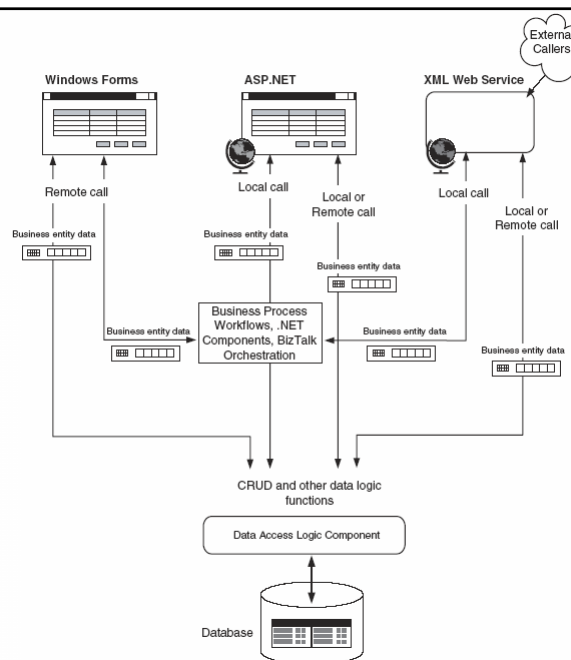 External
Callers
Windows Forms
ASP.NET
XML Web Service
Remote call
Local call
Local or
Remote call
Local call
Local or
Remote call
Business entity data
Business entity data
Business entity data
Business Process
Workflows, .NET
Components, BizTalk
Orchestration
Business entity data
Business entity data
Business entity data
CRUD and other data logic
functions
Data Access Logic Component
Database